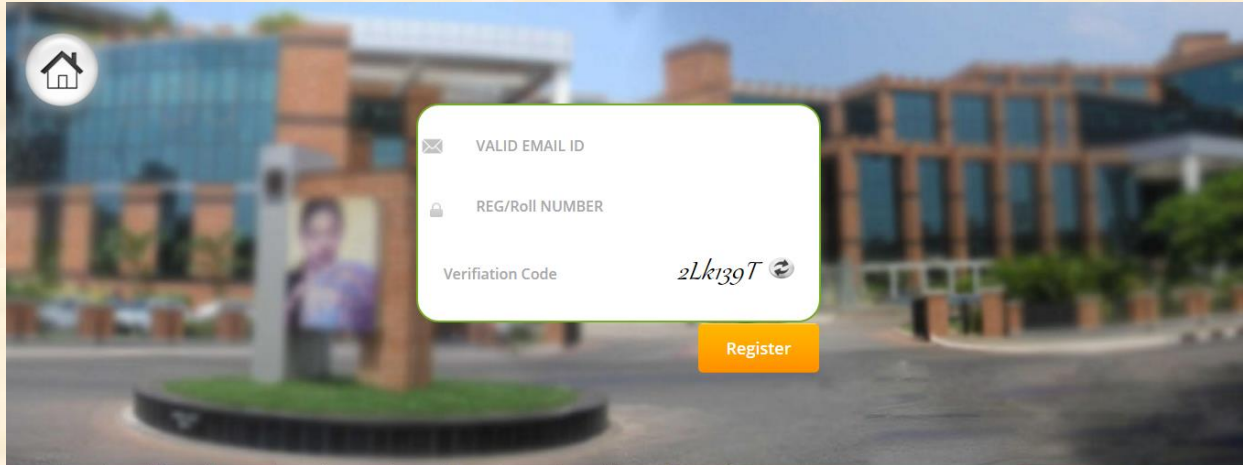 VALID EMAIL ID
REG/Roll NUMBER
Verifiation Code 2Lk139T
Register